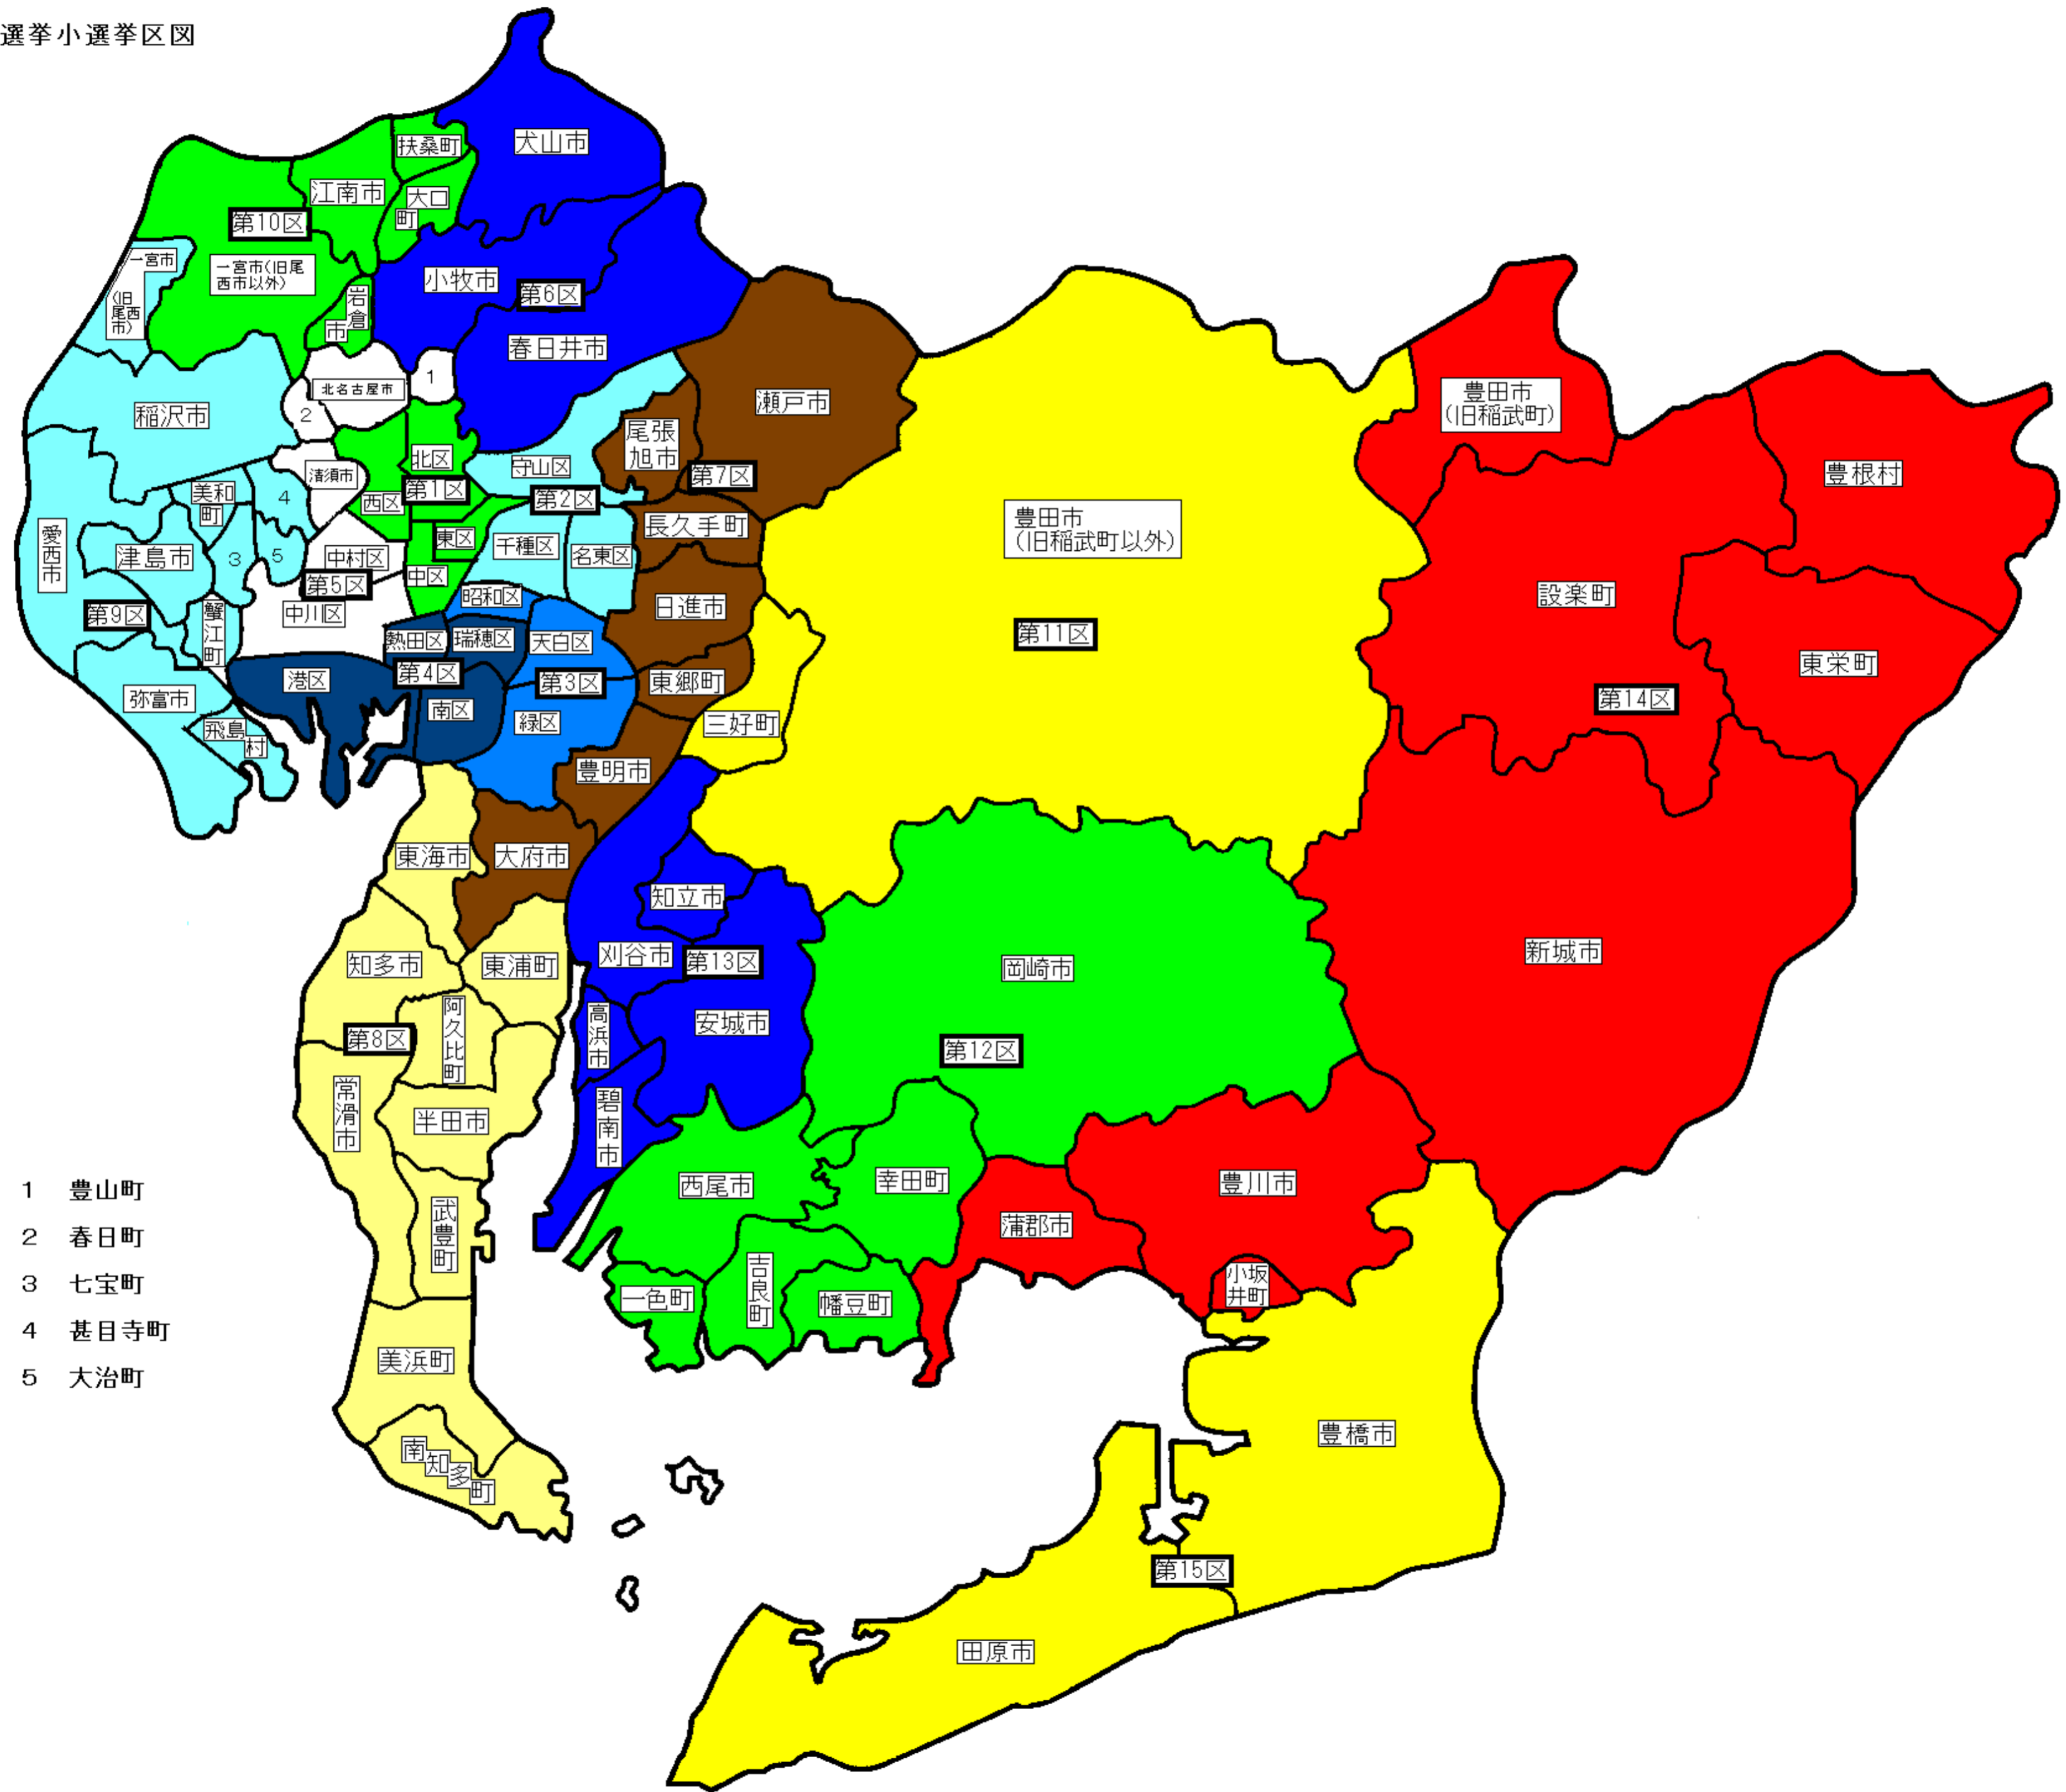 選挙小選挙区図
犬山市
扶桑町
江南市
大口
町
第10区
一宮市
(旧
尾西
市)
一宮市(旧尾
西市以外)
小牧市
第6区
岩倉
市
春日井市
1
北名古屋市
2
稲沢市
瀬戸市
尾張
旭市
豊田市
(旧稲武町)
豊根村
北区
守山区
第7区
清須市
第1区
第2区
美和
町
4
西区
長久手町
豊田市
(旧稲武町以外)
愛西市
津島市
3
5
中村区
東区
千種区
名東区
第5区
中区
昭和区
日進市
設楽町
第9区
蟹江町
中川区
熱田区
瑞穂区
天白区
第11区
東栄町
港区
第4区
第3区
東郷町
第14区
弥富市
南区
緑区
三好町
飛島
村
豊明市
東海市
大府市
知立市
知多市
東浦町
刈谷市
第13区
岡崎市
新城市
第8区
阿久比町
高浜市
安城市
第12区
常滑市
半田市
碧南市
西尾市
幸田町
豊川市
武豊町
蒲郡市
一色町
吉良町
幡豆町
小坂
井町
1 豊山町
2 春日町
3 七宝町
4 甚目寺町
5 大治町
美浜町
南知多町
豊橋市
第15区
田原市